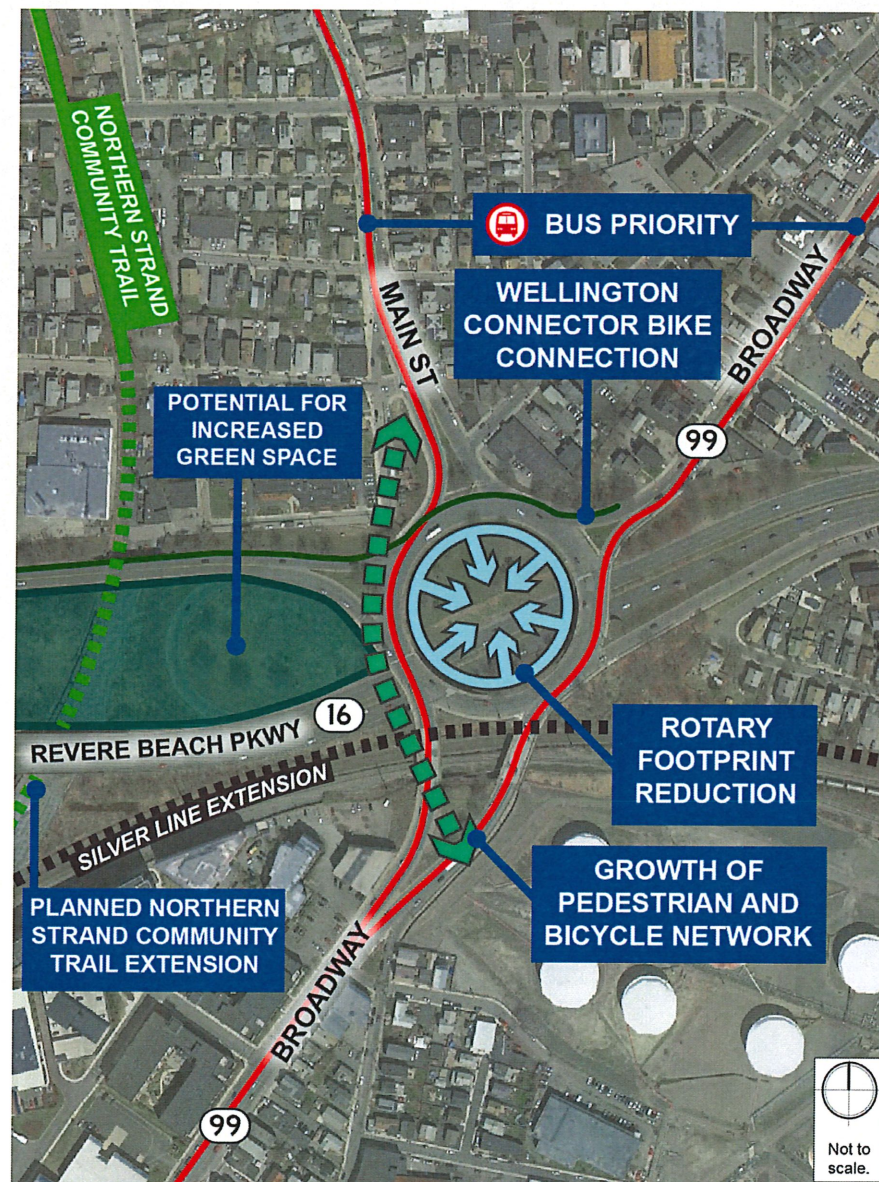 NORTHERN STRAND
COMMUNITY TRAIL
BUS PRIORITY
WELLINGTON
CONNECTOR BIKE
CONNECTION
BROADWAY
MAIN ST
POTENTIAL FOR
INCREASED
GREEN SPACE
99
16
REVERE BEACH PKWY
ROTARY
FOOTPRINT
REDUCTION
SILVER LINE EXTENSION
GROWTH OF
PEDESTRIAN AND
BICYCLE NETWORK
PLANNED NORTHERN
STRAND COMMUNITY
TRAIL EXTENSION
BROADWAY
99
Not to
scale.